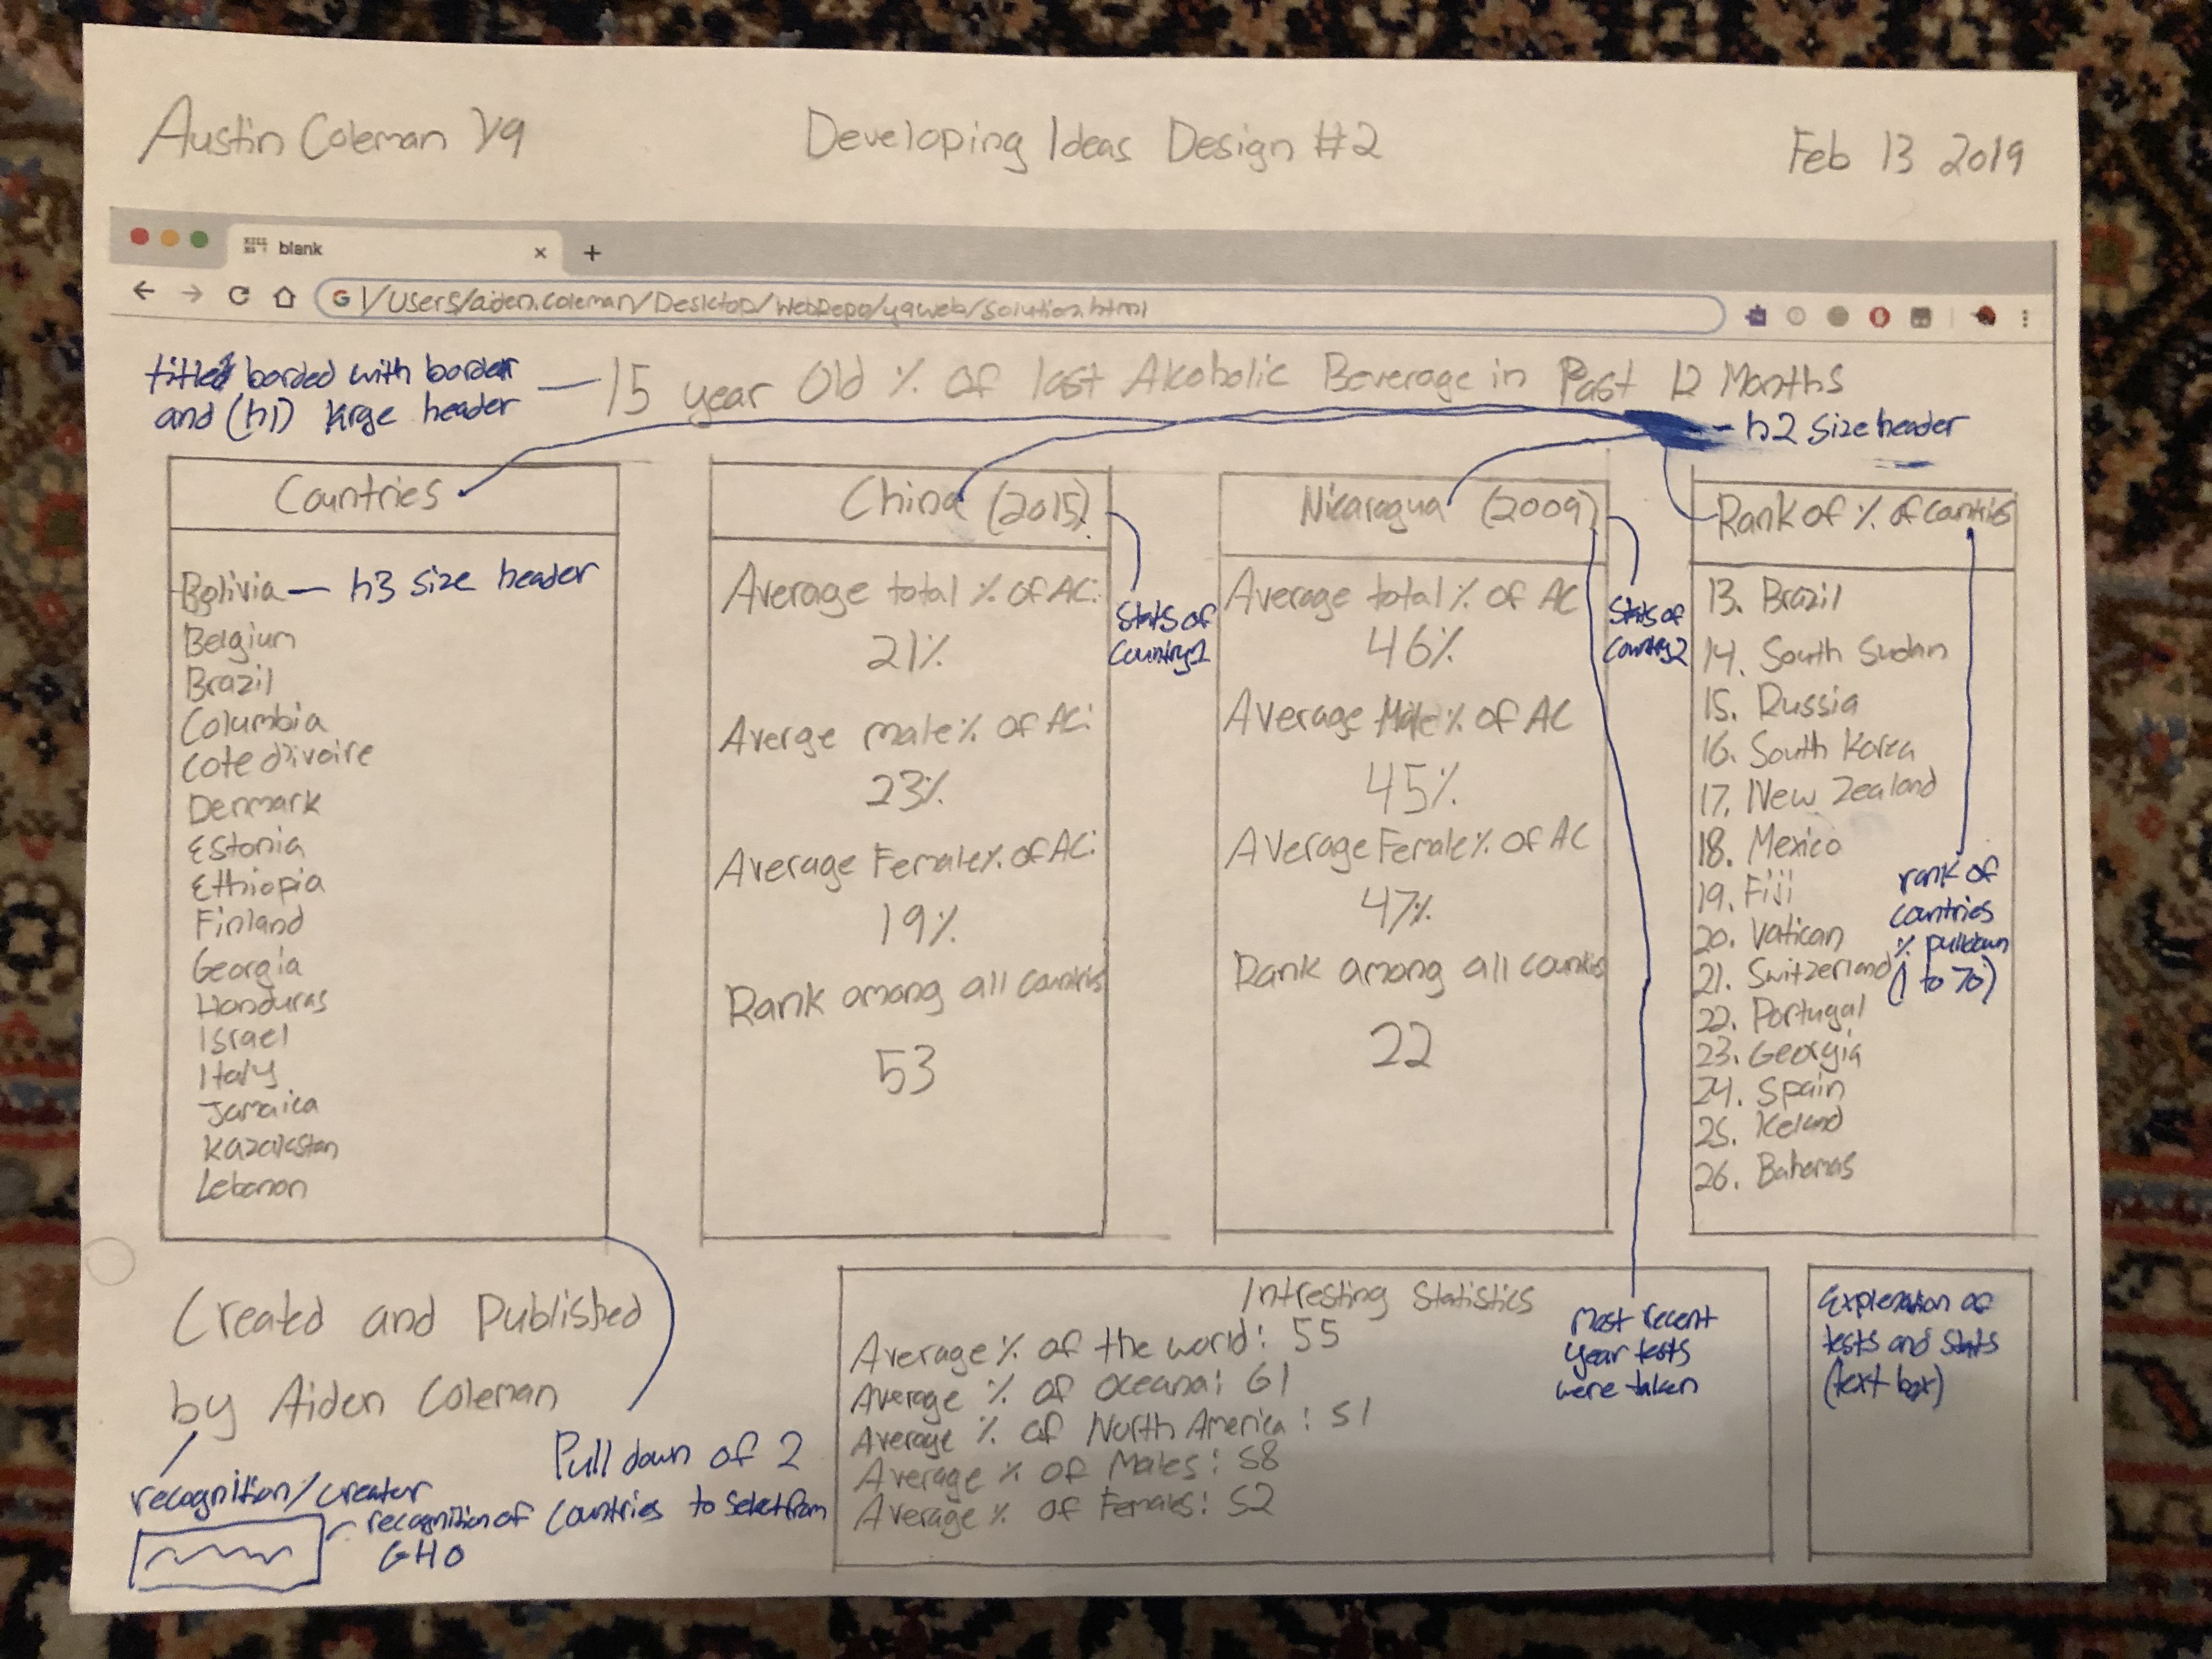 Austin Coleman Y9
Developing Ideas Design #2
Feb 13 2019
blank
/Users/aiden.coleman/Desktop/WebRepo/y9web/solution.html
titled borded with border
and (h1) large header
15 year Old % of last Alcoholic Beverage in Past 12 Months
h2 size header
Countries
Bolivia — h3 size header
Belgium
Brazil
Columbia
Cote d'ivoire
Denmark
Estonia
Ethiopia
Finland
Georgia
Honduras
Israel
Italy
Jamaica
Kazakstan
Lebanon
China (2015)
Average total % of AC:
21%
Averge male % of AC:
23%
Average Female % of AC:
19%
Rank among all countries
53
Stats of
Country 1
Nicaragua (2009)
Average total % of AC
46%
Average Male % of AC
45%
Average Female % of AC
47%
Rank among all countries
22
Stats of
Country 2
Rank of % of countries
13. Brazil
14. South Sudan
15. Russia
16. South Korea
17. New Zealand
18. Mexico
19. Fiji
20. Vatican
21. Switzerland
22. Portugal
23. Georgia
24. Spain
25. Iceland
26. Bahamas
rank of
countries
% pulldown
(1 to 70)
Created and Published
by Aiden Coleman
recognition/creator
recognition of
GHO
Pull down of 2
countries to select from
Intresting Statistics
Average % of the world: 55
Average % of oceana: 61
Average % of North America: 51
Average % of Males: 58
Average % of Females: 52
Most recent
year tests
were taken
Explenation of
tests and stats
(text box)